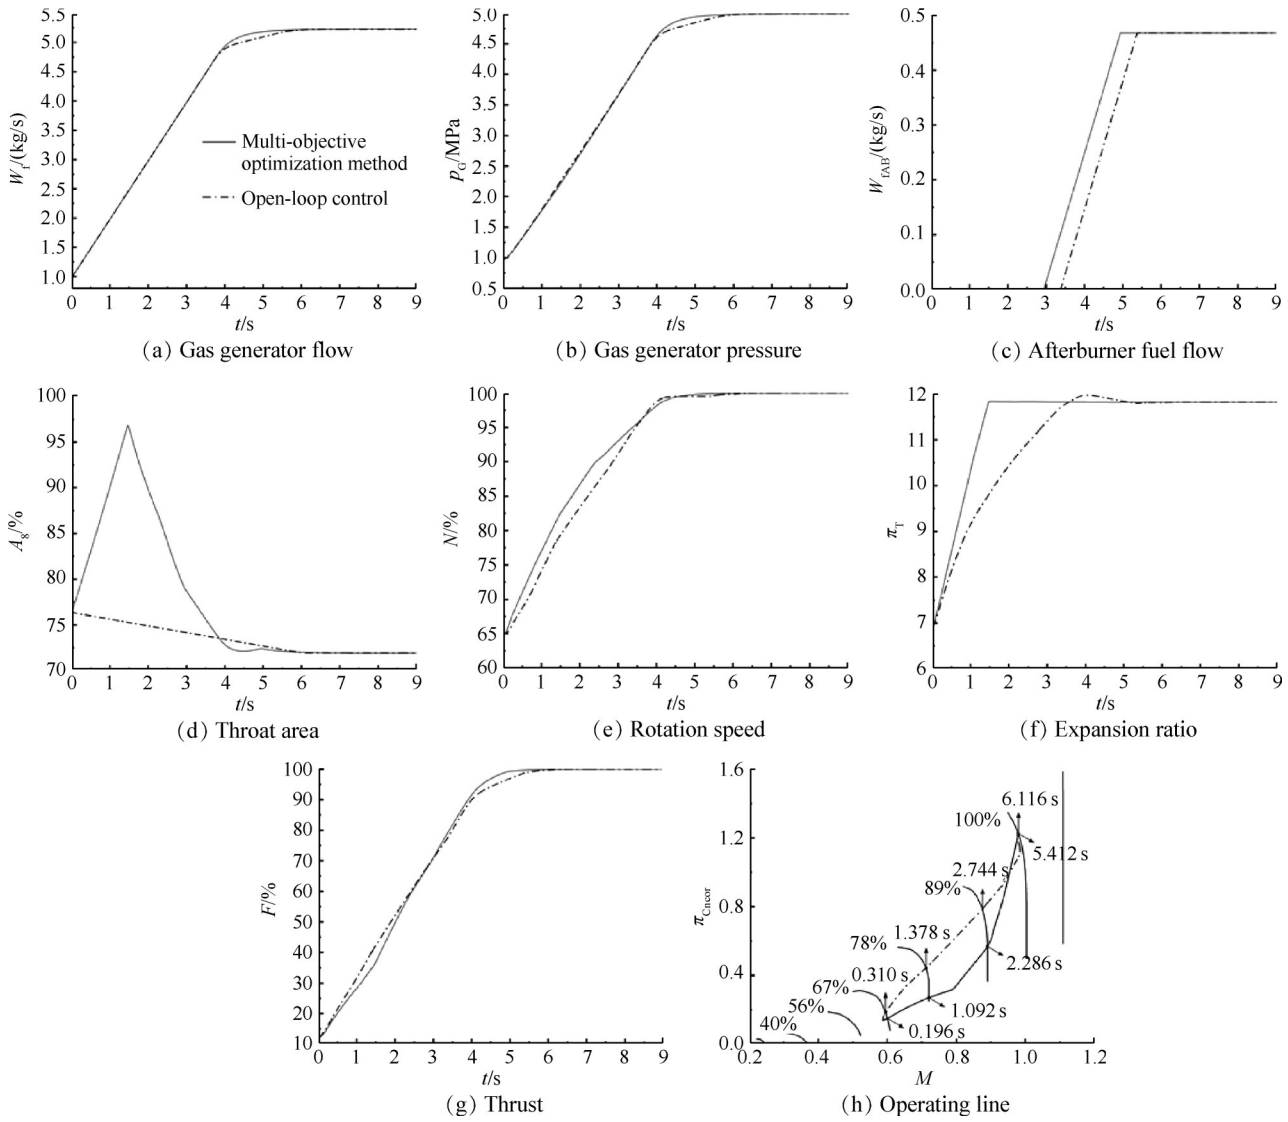 5.5
5.0
4.5
4.0
3.5
3.0
2.5
2.0
1.5
1.0
W_f/(kg/s)
Multi-objective
optimization method
Open-loop control
0 1 2 3 4 5 6 7 8 9
t/s
(a) Gas generator flow
5.0
4.5
4.0
3.5
3.0
2.5
2.0
1.5
1.0
0.5
p_G/MPa
0 1 2 3 4 5 6 7 8 9
t/s
(b) Gas generator pressure
0.5
0.4
0.3
0.2
0.1
0.0
W_fAB/(kg/s)
0 1 2 3 4 5 6 7 8 9
t/s
(c) Afterburner fuel flow
100
95
90
85
80
75
70
A_8/%
0 1 2 3 4 5 6 7 8 9
t/s
(d) Throat area
100
95
90
85
80
75
70
65
60
N/%
0 1 2 3 4 5 6 7 8 9
t/s
(e) Rotation speed
12
11
10
9
8
7
6
π_T
0 1 2 3 4 5 6 7 8 9
t/s
(f) Expansion ratio
100
90
80
70
60
50
40
30
20
10
F/%
0 1 2 3 4 5 6 7 8 9
t/s
(g) Thrust
1.6
1.2
0.8
0.4
0.0
π_Cncor
6.116 s
100%
5.412 s
2.744 s
89%
1.378 s
78%
2.286 s
0.310 s
67%
1.092 s
56%
0.196 s
40%
0.2 0.4 0.6 0.8 1.0 1.2
M
(h) Operating line